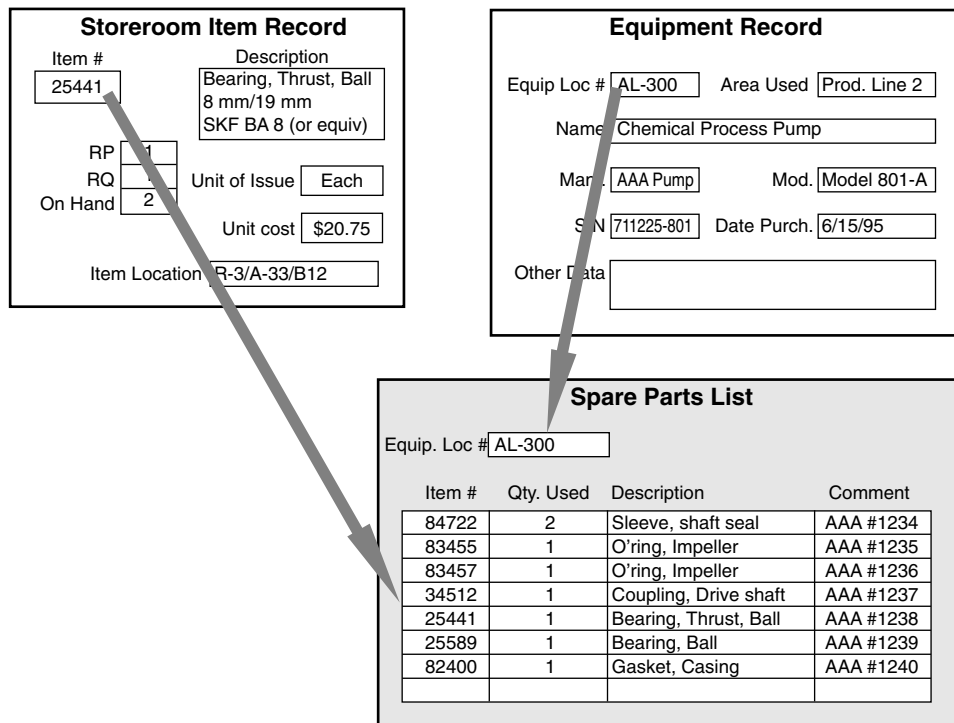 Storeroom Item Record
Item #
25441
Description
Bearing, Thrust, Ball
8 mm/19 mm
SKF BA 8 (or equiv)
RP 1
RQ
On Hand 2
Unit of Issue Each
Unit cost $20.75
Item Location R-3/A-33/B12
Equipment Record
Equip Loc # AL-300 Area Used Prod. Line 2
Name Chemical Process Pump
Man. AAA Pump Mod. Model 801-A
S/N 711225-801 Date Purch. 6/15/95
Other Data
Spare Parts List
Equip. Loc # AL-300
Item # Qty. Used Description Comment
84722 2 Sleeve, shaft seal AAA #1234
83455 1 O'ring, Impeller AAA #1235
83457 1 O'ring, Impeller AAA #1236
34512 1 Coupling, Drive shaft AAA #1237
25441 1 Bearing, Thrust, Ball AAA #1238
25589 1 Bearing, Ball AAA #1239
82400 1 Gasket, Casing AAA #1240